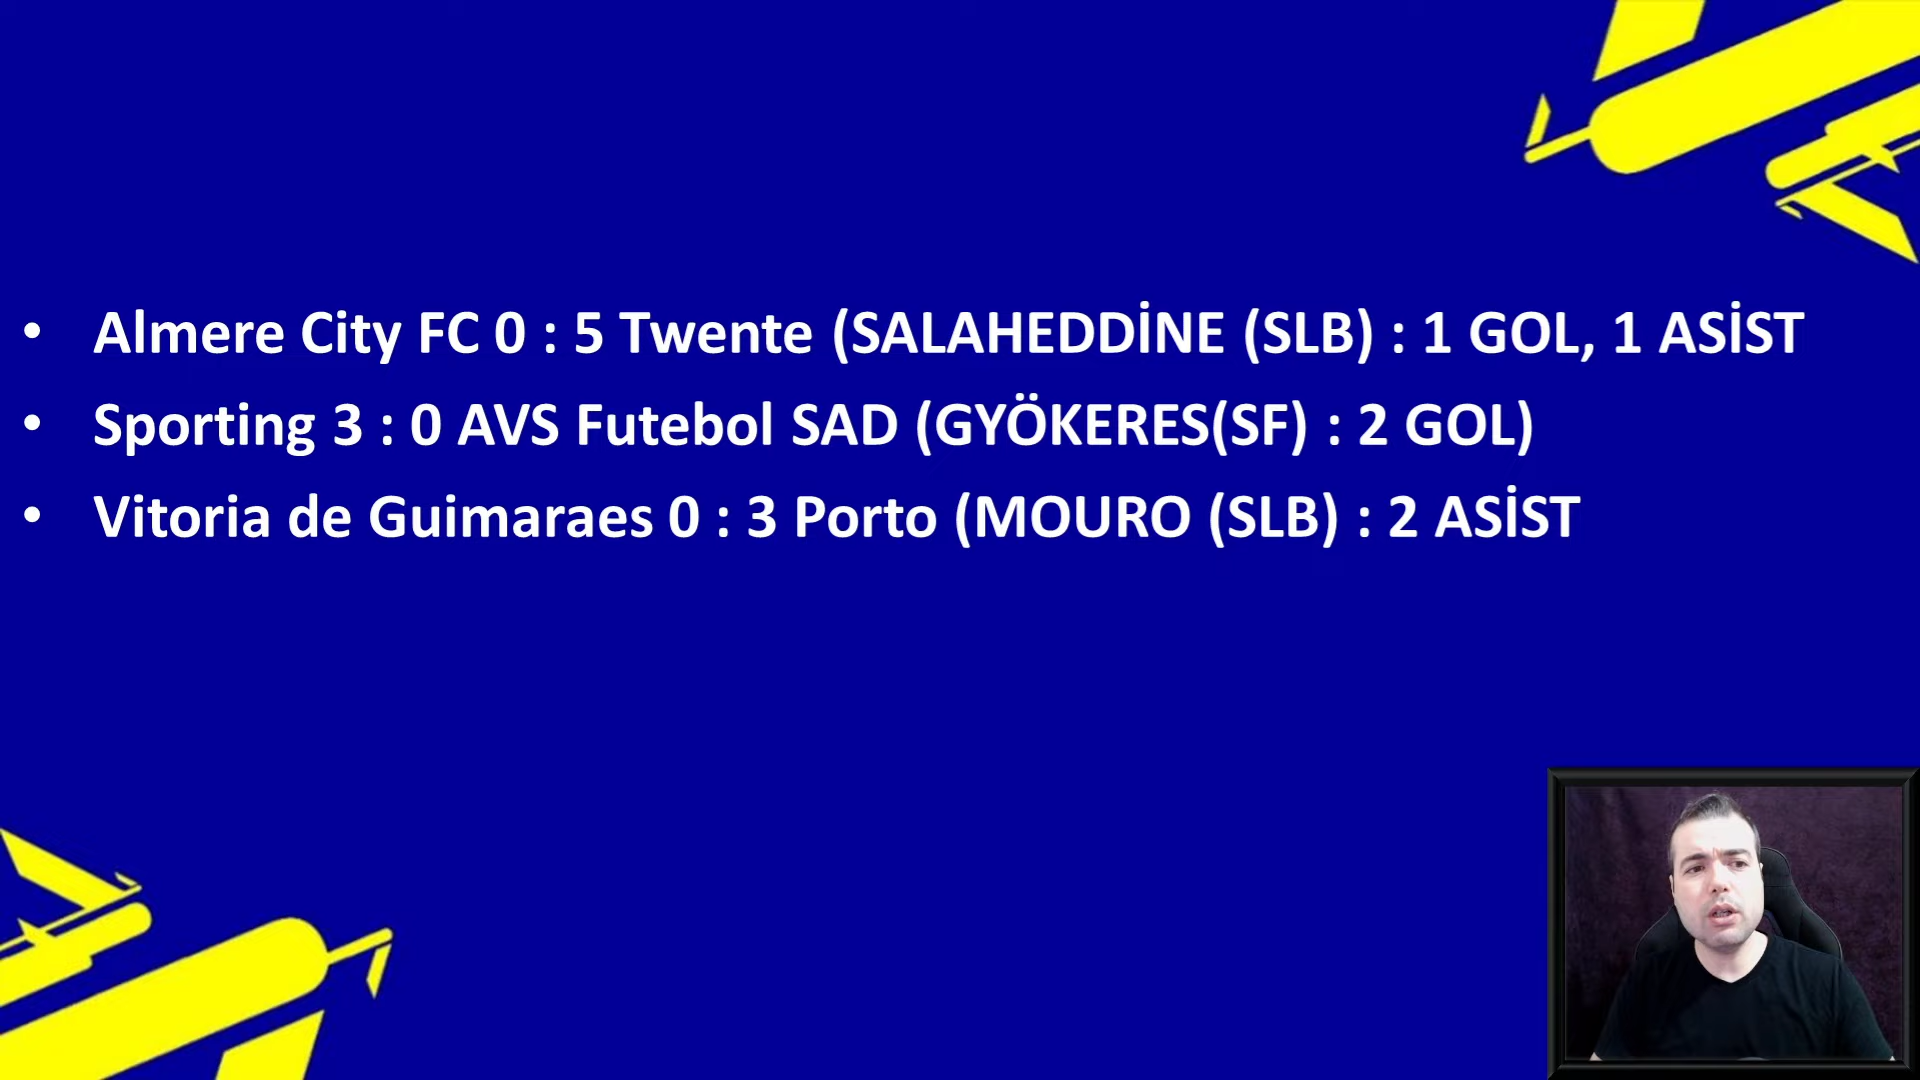 • Almere City FC 0 : 5 Twente (SALAHEDDİNE (SLB) : 1 GOL, 1 ASİST
• Sporting 3 : 0 AVS Futebol SAD (GYÖKERES(SF) : 2 GOL)
• Vitoria de Guimaraes 0 : 3 Porto (MOURO (SLB) : 2 ASİST